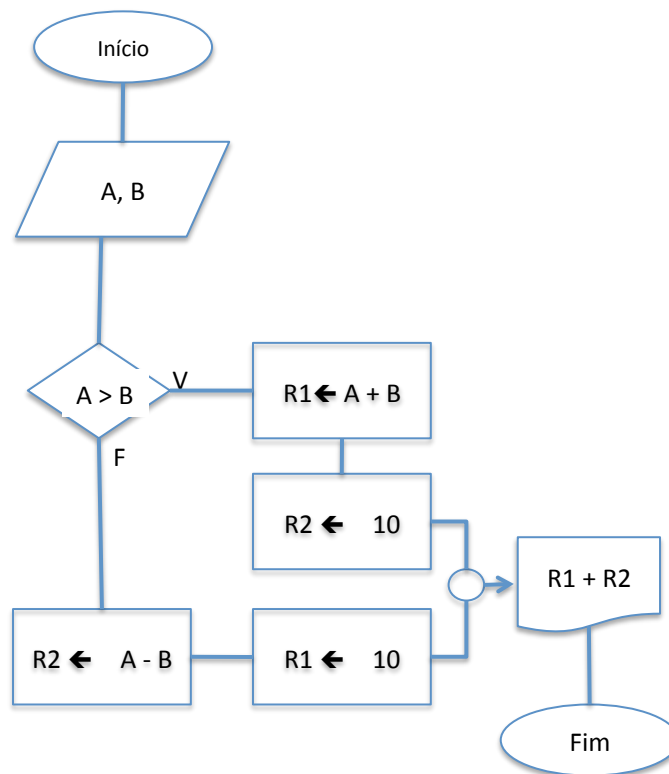 Início
A, B
A > B
V
R1🡸 A + B
F
R2 🡸 10
R1 + R2
R2 🡸 A - B
R1 🡸 10
Fim